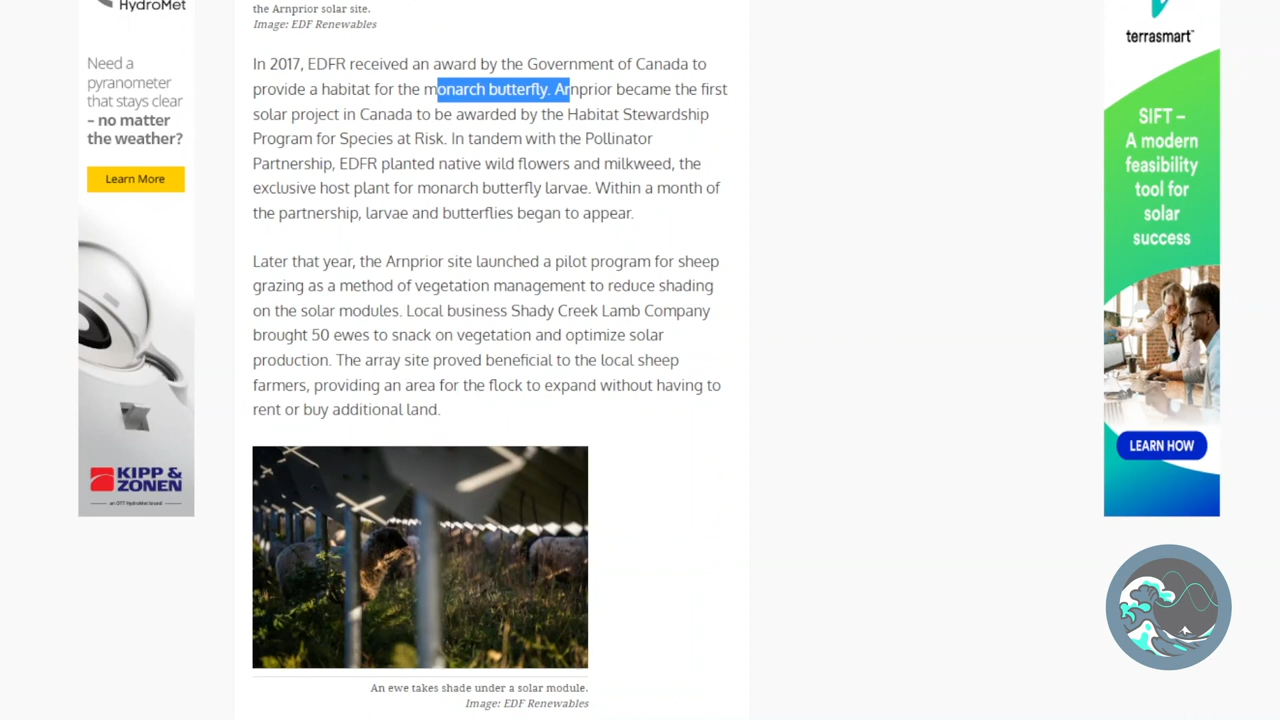 HydroMet
Need a
pyranometer
that stays clear
– no matter
the weather?
Learn More
KIPP &
ZONEN
an OTT HydroMet brand
the Arnprior solar site.
Image: EDF Renewables
In 2017, EDFR received an award by the Government of Canada to
provide a habitat for the monarch butterfly. Arnprior became the first
solar project in Canada to be awarded by the Habitat Stewardship
Program for Species at Risk. In tandem with the Pollinator
Partnership, EDFR planted native wild flowers and milkweed, the
exclusive host plant for monarch butterfly larvae. Within a month of
the partnership, larvae and butterflies began to appear.
Later that year, the Arnprior site launched a pilot program for sheep
grazing as a method of vegetation management to reduce shading
on the solar modules. Local business Shady Creek Lamb Company
brought 50 ewes to snack on vegetation and optimize solar
production. The array site proved beneficial to the local sheep
farmers, providing an area for the flock to expand without having to
rent or buy additional land.
An ewe takes shade under a solar module.
Image: EDF Renewables
terrasmart™
SIFT –
A modern
feasibility
tool for
solar
success
LEARN HOW